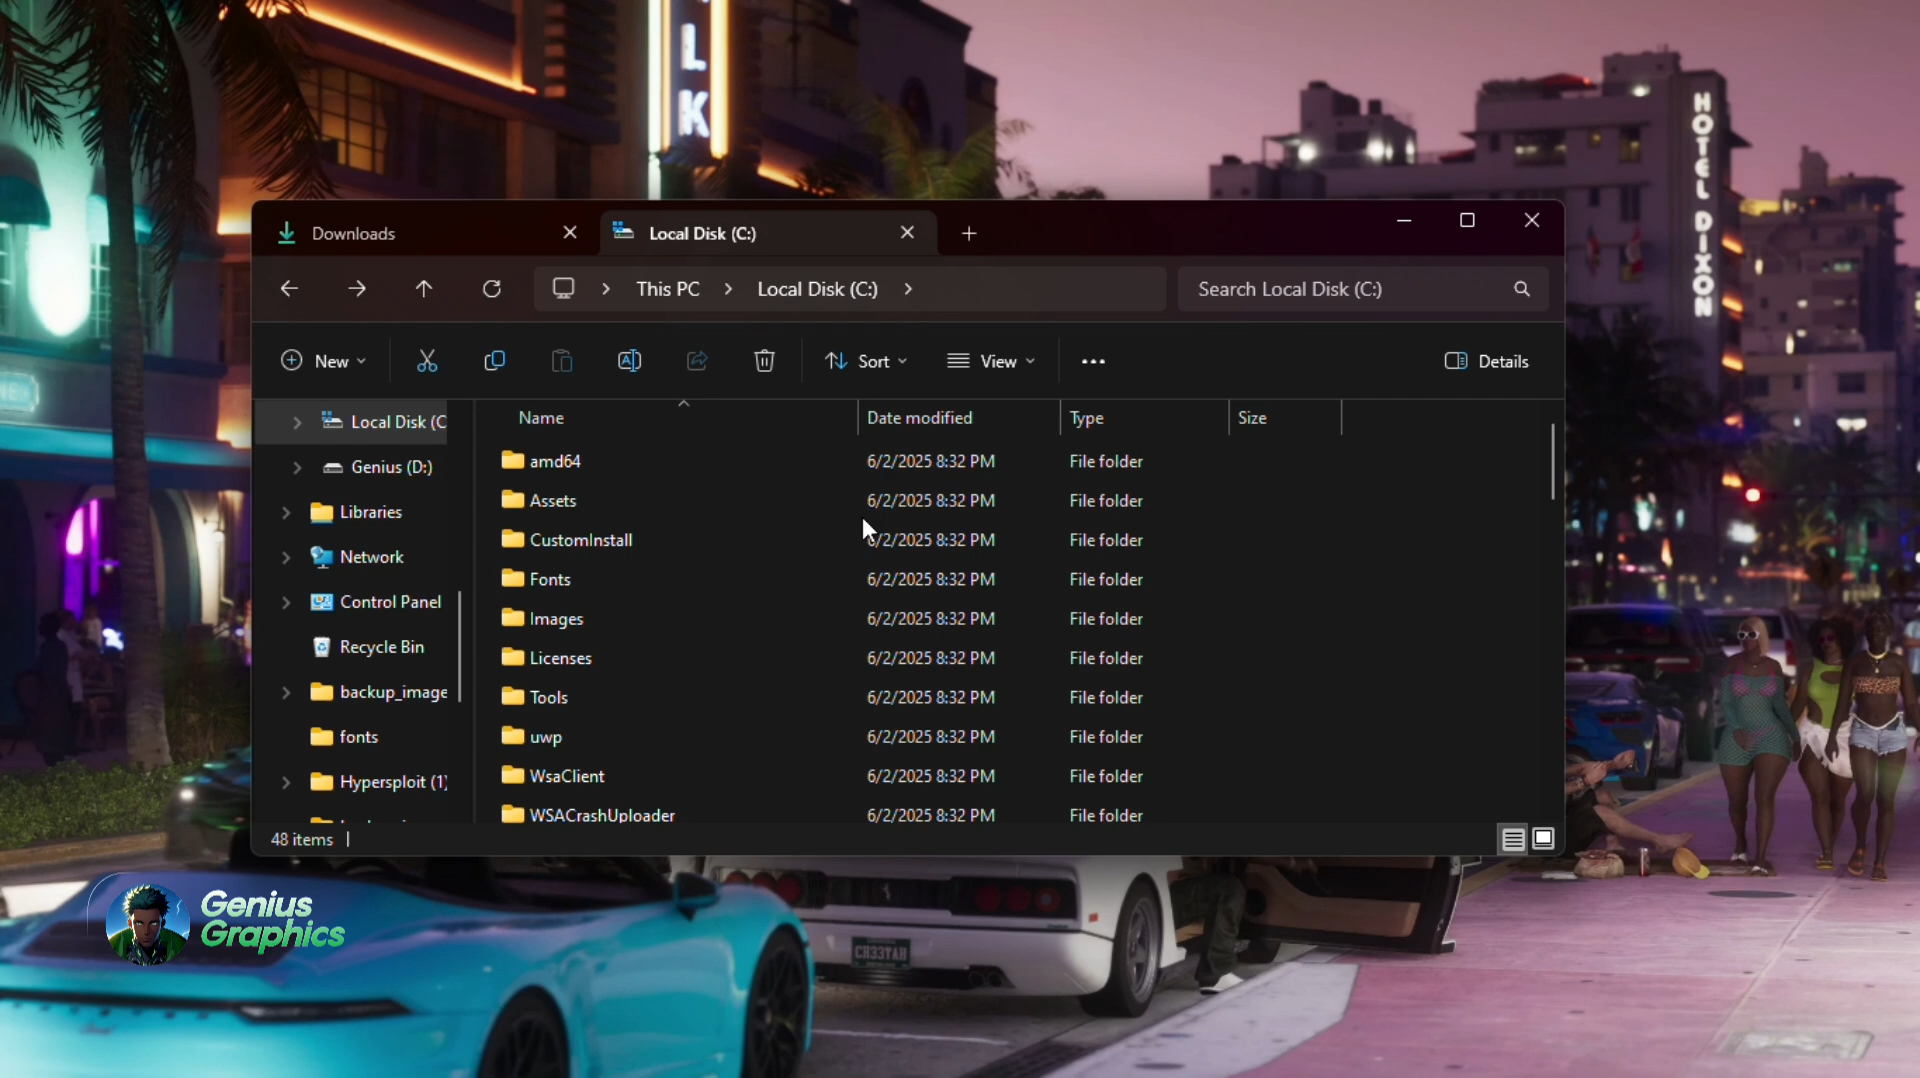 LK
HOTEL DIXON
Downloads
Local Disk (C:)
This PC
Local Disk (C:)
Search Local Disk (C:)
New
Sort
View
Details
Name
Date modified
Type
Size
Local Disk (C
Genius (D:)
Libraries
Network
Control Panel
Recycle Bin
backup_image
fonts
Hypersploit (1)
amd64 6/2/2025 8:32 PM File folder
Assets 6/2/2025 8:32 PM File folder
CustomInstall 6/2/2025 8:32 PM File folder
Fonts 6/2/2025 8:32 PM File folder
Images 6/2/2025 8:32 PM File folder
Licenses 6/2/2025 8:32 PM File folder
Tools 6/2/2025 8:32 PM File folder
uwp 6/2/2025 8:32 PM File folder
WsaClient 6/2/2025 8:32 PM File folder
WSACrashUploader 6/2/2025 8:32 PM File folder
48 items
Genius
Graphics
CH33TAH